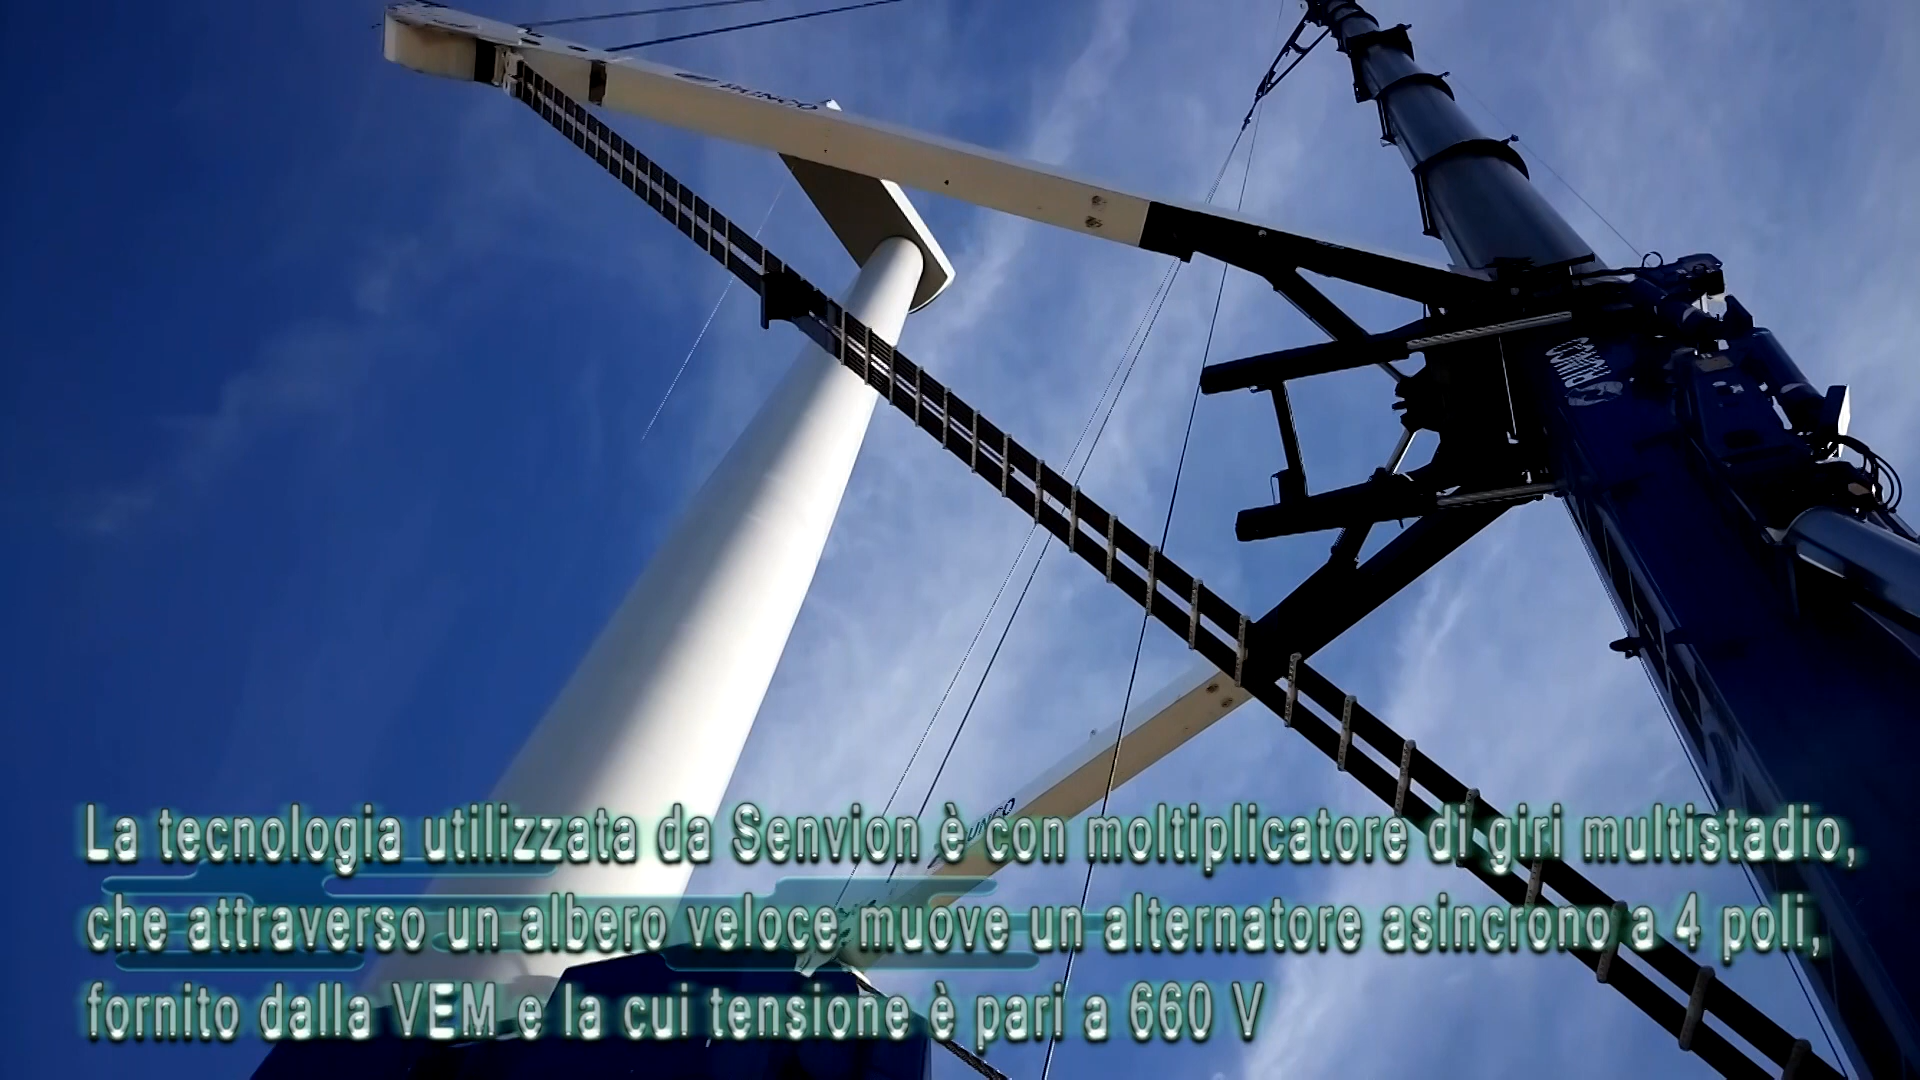 La tecnologia utilizzata da Senvion è con moltiplicatore di giri multistadio,
che attraverso un albero veloce muove un alternatore asincrono a 4 poli,
fornito dalla VEM e la cui tensione è pari a 660 V